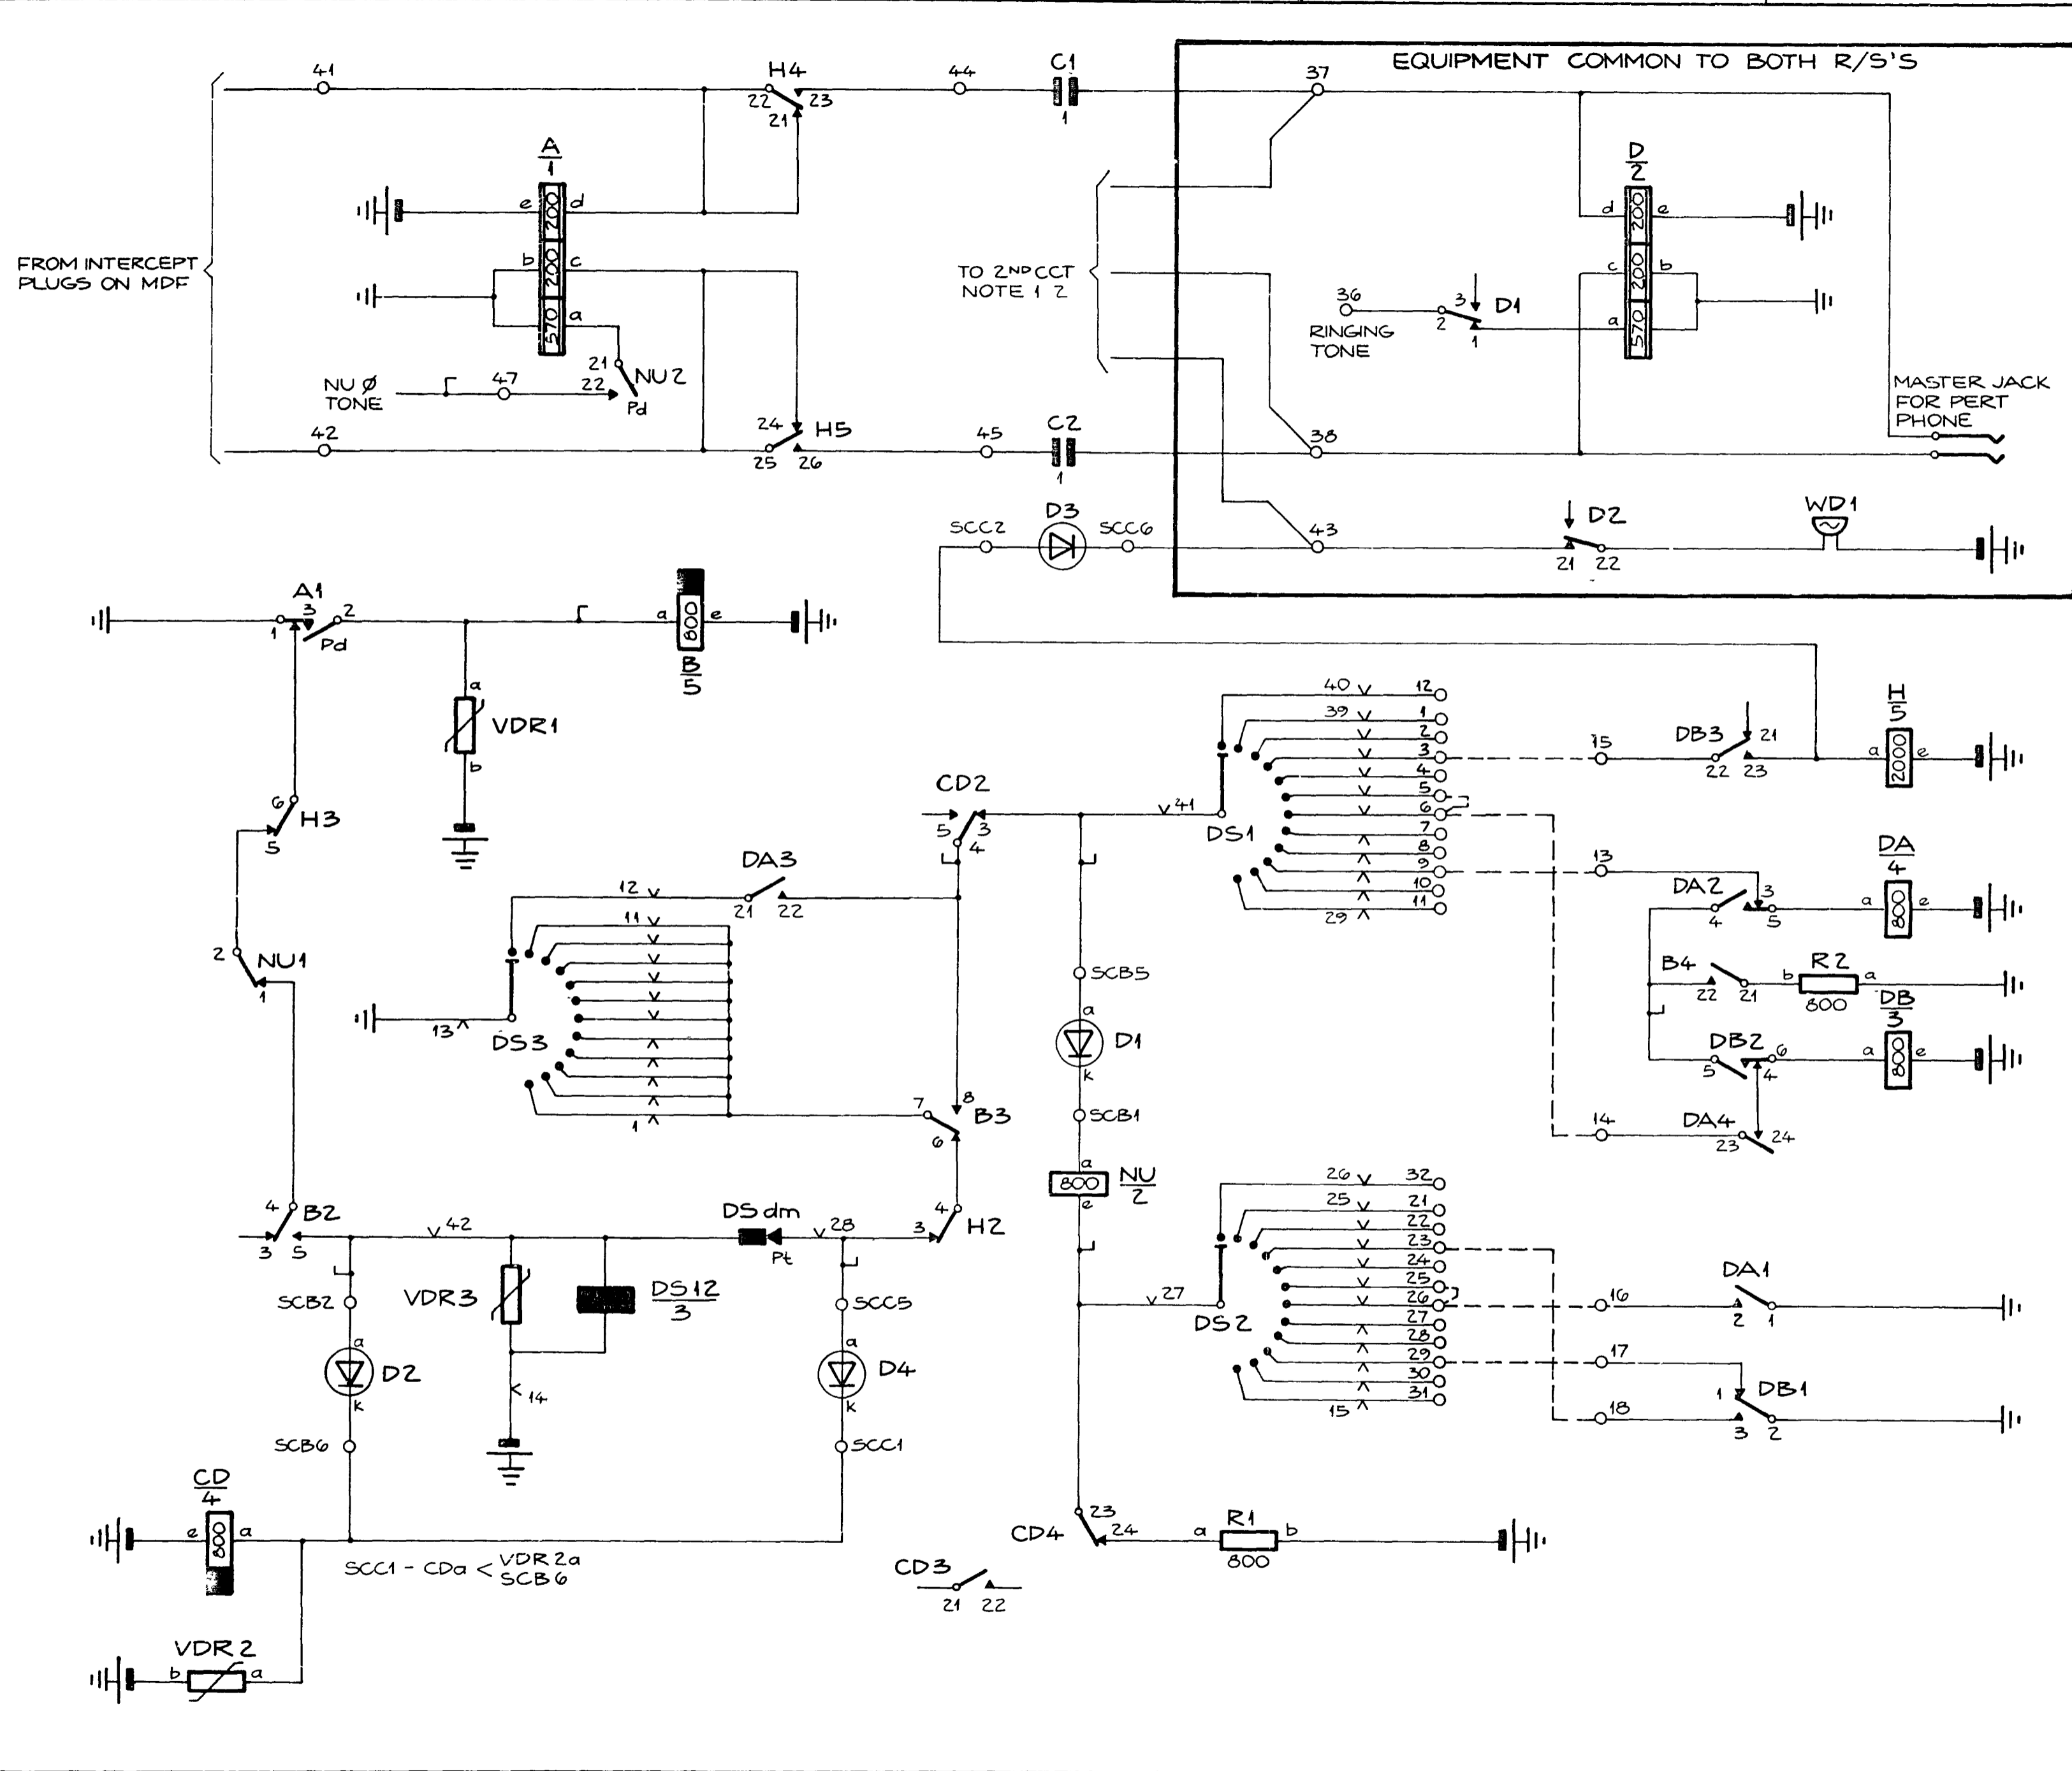 EQUIPMENT COMMON TO BOTH R/S'S
41
H4
22 23
21
44
C1
1
37
A
1
e 200 d
b 200 c
570 a
FROM INTERCEPT
PLUGS ON MDF
NU Ø
TONE
47
21
22
NU2
Pd
42
24
25 26
H5
45
C2
1
38
TO 2ND CCT
NOTE 1 2
D
2
d 200 e
c 200 b
a 570
36
RINGING
TONE
3
2
1
D1
MASTER JACK
FOR PERT
PHONE
SCC2
D3
SCC6
43
D2
21 22
WD1
A1
1 3 2
Pd
a 800 e
B
5
a
VDR1
b
6
H3
5
2
NU1
1
CD2
5 3
4
41
DS1
40 12
39 1
2
3
4
5
6
7
8
9
10
29 11
15
DB3
21
22 23
H
5
a 2000 e
13
DA2
3
4 5
DA
4
a 800 e
B4
22 21
b R2 a
800
DB
3
DB2
6
5 4
a 800 e
14
DA4
23 24
DA3
12
21 22
11
13
DS3
1
7 8
B3
6
SCB5
a
D1
k
SCB1
a
800
NU
2
e
4
B2
3 5
42
DSdm
Pt
28
4
3
H2
27
DS2
26 32
25 21
22
23
24
25
26
27
28
29
30
15 31
16
DA1
2 1
17
18
1
DB1
3 2
SCB2
a
D2
k
SCB6
VDR3
DS12
3
14
SCC5
a
D4
k
SCC1
CD
4
e 800 a
SCC1 - CDa < VDR2a
SCB6
VDR2
b a
CD4
23
24
a R1 b
800
CD3
21 22